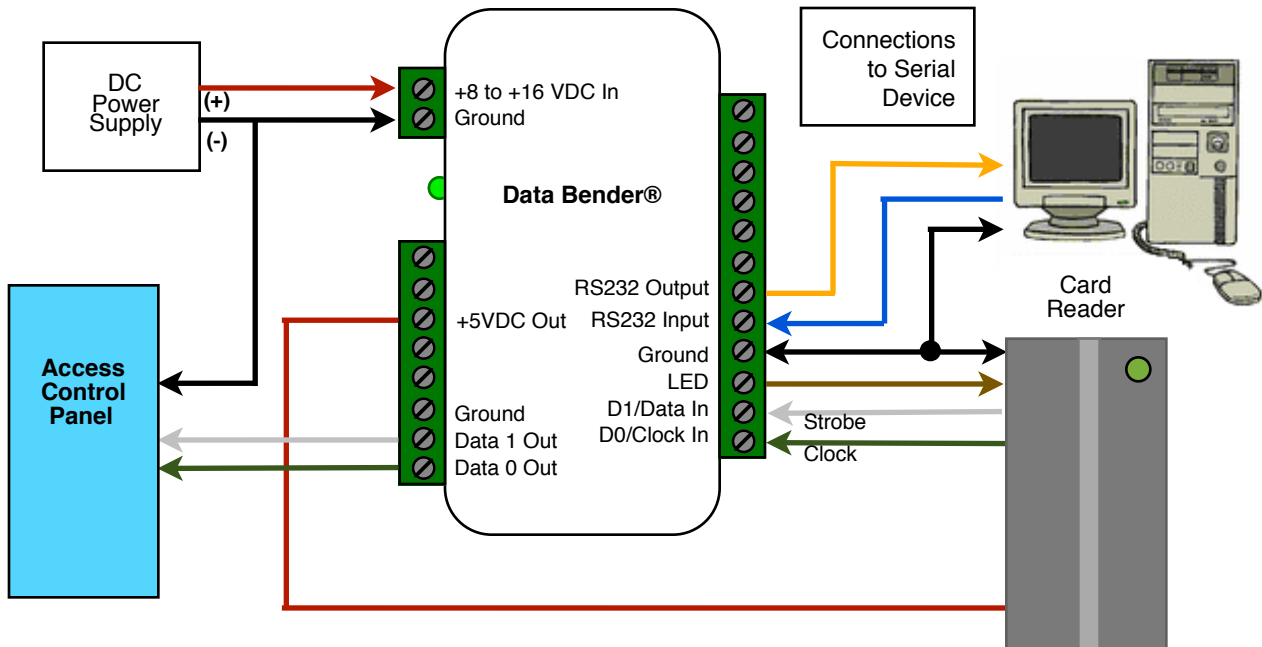 DC
Power
Supply
(+)
(-)
+8 to +16 VDC In
Ground
Data Bender®
Connections
to Serial
Device
RS232 Output
RS232 Input
Ground
LED
D1/Data In
D0/Clock In
+5VDC Out
Ground
Data 1 Out
Data 0 Out
Access
Control
Panel
Card
Reader
Strobe
Clock